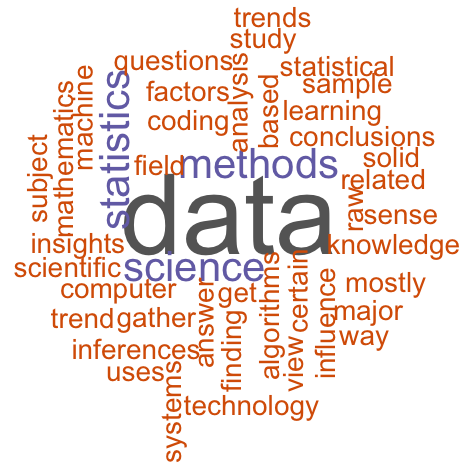 trends
study
questions
statistical
analysis
factors
sample
machine
statistics
based
mathematics
coding
learning
conclusions
subject
field
methods
solid
related
data
raw
sense
insights
knowledge
scientific
science
computer
get
algorithms
certain
mostly
trend
gather
answer
finding
view
influence
major
way
inferences
uses
systems
technology